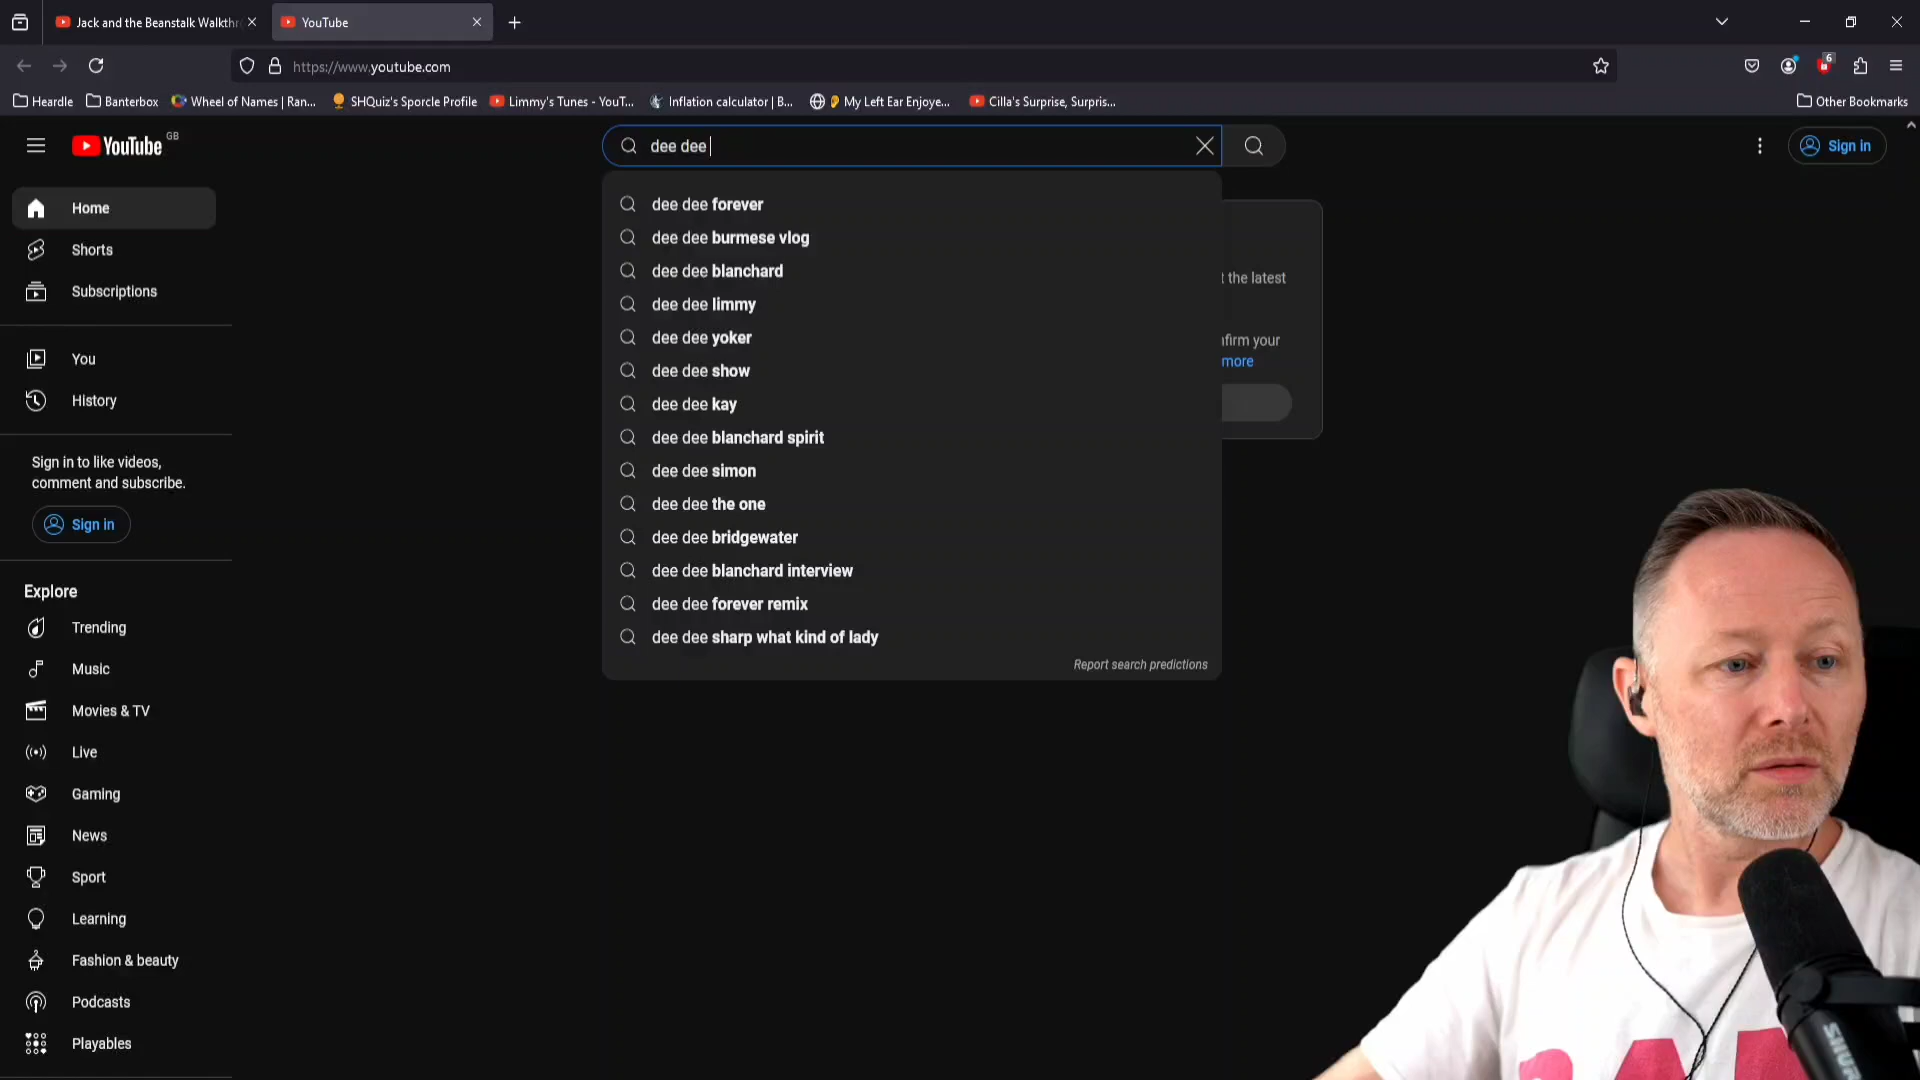 Jack and the Beanstalk Walkthr
YouTube
https://www.youtube.com
6
Heardle
Banterbox
Wheel of Names | Ran...
SHQuiz's Sporcle Profile
Limmy's Tunes - YouT...
Inflation calculator | B...
My Left Ear Enjoye...
Cilla's Surprise, Surpris...
Other Bookmarks
YouTube GB
dee dee
Sign in
Home
Shorts
Subscriptions
You
History
Sign in to like videos,
comment and subscribe.
Sign in
Explore
Trending
Music
Movies & TV
Live
Gaming
News
Sport
Learning
Fashion & beauty
Podcasts
Playables
dee dee forever
dee dee burmese vlog
dee dee blanchard
dee dee limmy
dee dee yoker
dee dee show
dee dee kay
dee dee blanchard spirit
dee dee simon
dee dee the one
dee dee bridgewater
dee dee blanchard interview
dee dee forever remix
dee dee sharp what kind of lady
Report search predictions
t the latest
nfirm your
more
SHURE